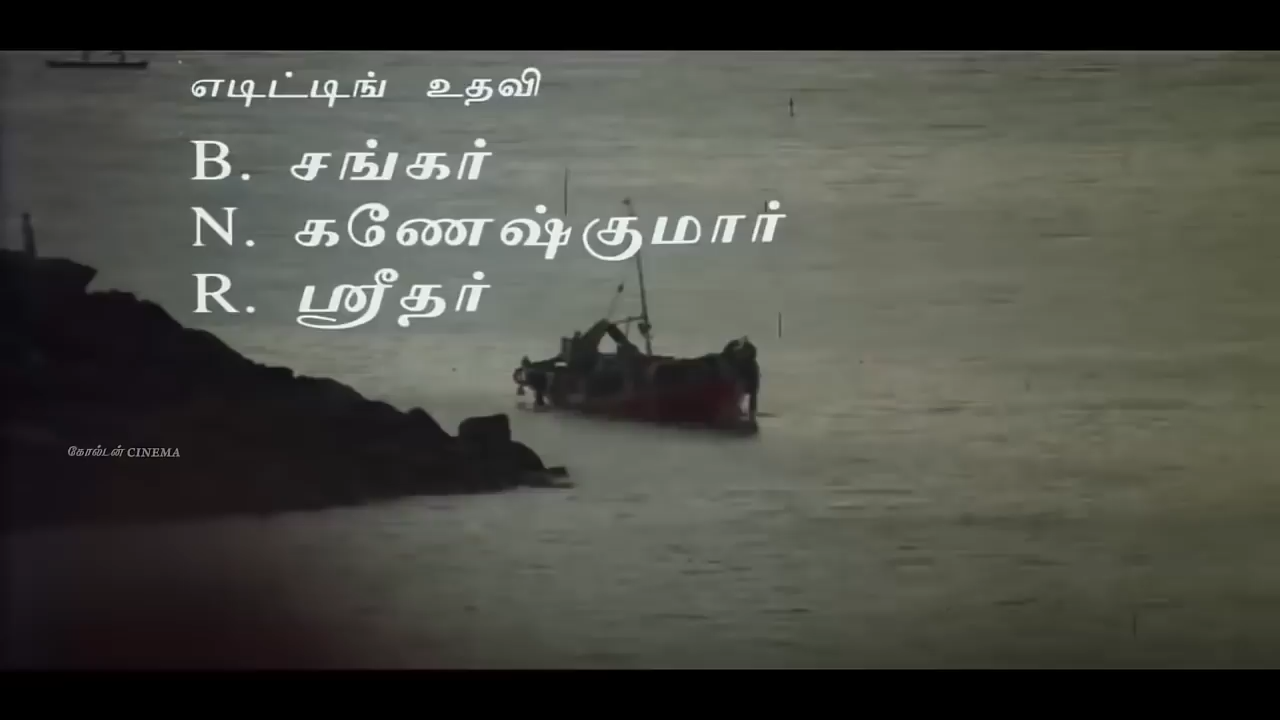 எடிட்டிங் உதவி
B. சங்கர்
N. கணேஷ்குமார்
R. ஸ்ரீதர்
கோல்டன் CINEMA